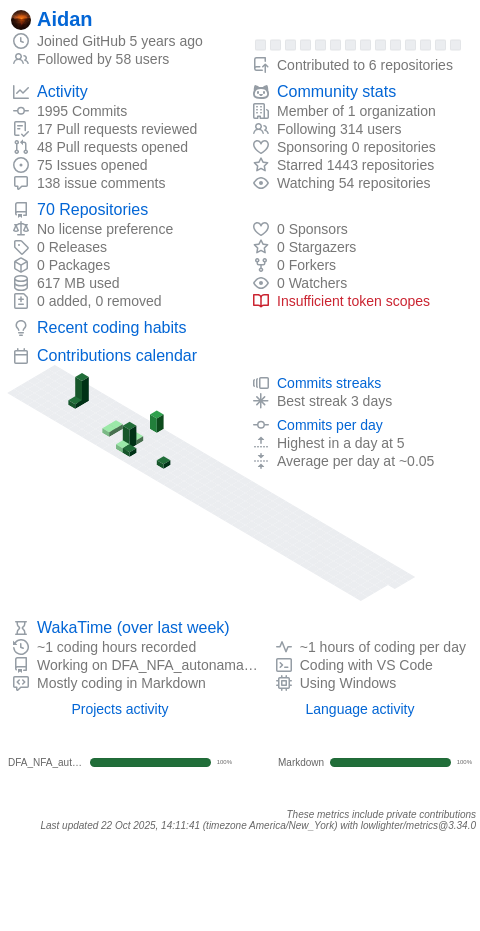 Aidan
Joined GitHub 5 years ago
Followed by 58 users
Contributed to 6 repositories
Activity
1995 Commits
17 Pull requests reviewed
48 Pull requests opened
75 Issues opened
138 issue comments
Community stats
Member of 1 organization
Following 314 users
Sponsoring 0 repositories
Starred 1443 repositories
Watching 54 repositories
70 Repositories
No license preference
0 Releases
0 Packages
617 MB used
0 added, 0 removed
0 Sponsors
0 Stargazers
0 Forkers
0 Watchers
Insufficient token scopes
Recent coding habits
Contributions calendar
Commits streaks
Best streak 3 days
Commits per day
Highest in a day at 5
Average per day at ~0.05
WakaTime (over last week)
~1 coding hours recorded
Working on DFA_NFA_autonama…
Mostly coding in Markdown
~1 hours of coding per day
Coding with VS Code
Using Windows
Projects activity
DFA_NFA_aut… 100%
Language activity
Markdown 100%
These metrics include private contributions
Last updated 22 Oct 2025, 14:11:41 (timezone America/New_York) with lowlighter/metrics@3.34.0